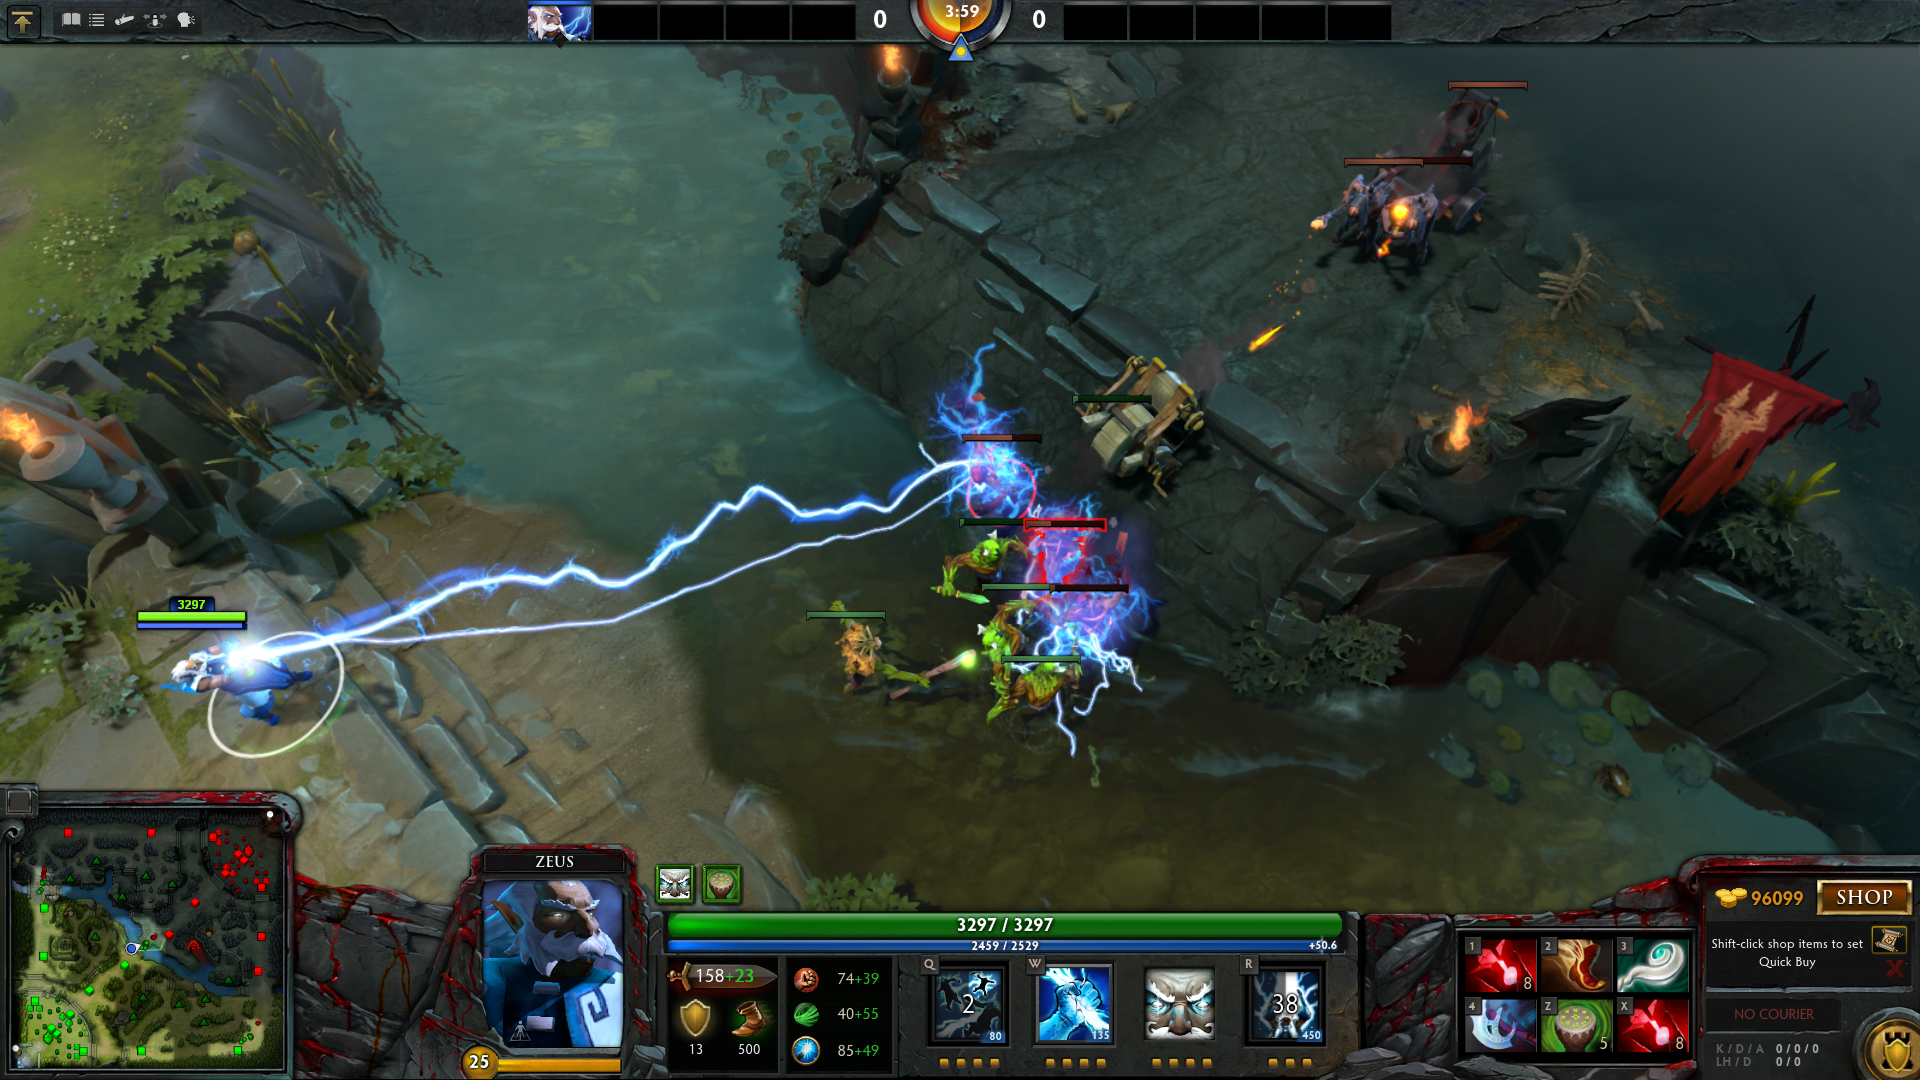 0
3:59
0
3297
ZEUS
25
3297 / 3297
2459 / 2529
+50.6
158+23
13
500
74+39
40+55
85+49
Q
2
80
W
135
R
38
450
1
8
2
3
4
Z
5
X
8
96099
SHOP
Shift-click shop items to set
Quick Buy
NO COURIER
K / D / A 0 / 0 / 0
LH / D 0 / 0